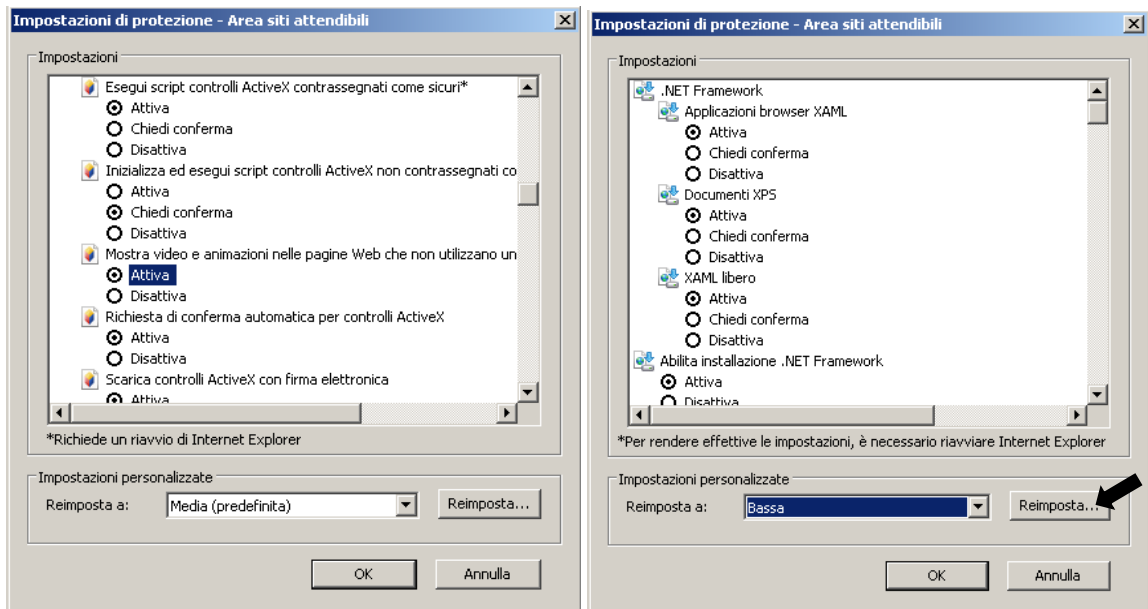 Impostazioni di protezione - Area siti attendibili
Impostazioni
Esegui script controlli ActiveX contrassegnati come sicuri*
Attiva
Chiedi conferma
Disattiva
Inizializza ed esegui script controlli ActiveX non contrassegnati co
Attiva
Chiedi conferma
Disattiva
Mostra video e animazioni nelle pagine Web che non utilizzano un
Attiva
Disattiva
Richiesta di conferma automatica per controlli ActiveX
Attiva
Disattiva
Scarica controlli ActiveX con firma elettronica
Attiva
*Richiede un riavvio di Internet Explorer
Impostazioni personalizzate
Reimposta a: Media (predefinita) Reimposta...
OK Annulla
Impostazioni di protezione - Area siti attendibili
Impostazioni
.NET Framework
Applicazioni browser XAML
Attiva
Chiedi conferma
Disattiva
Documenti XPS
Attiva
Chiedi conferma
Disattiva
XAML libero
Attiva
Chiedi conferma
Disattiva
Abilita installazione .NET Framework
Attiva
Disattiva
*Per rendere effettive le impostazioni, è necessario riavviare Internet Explorer
Impostazioni personalizzate
Reimposta a: Bassa Reimposta...
OK Annulla